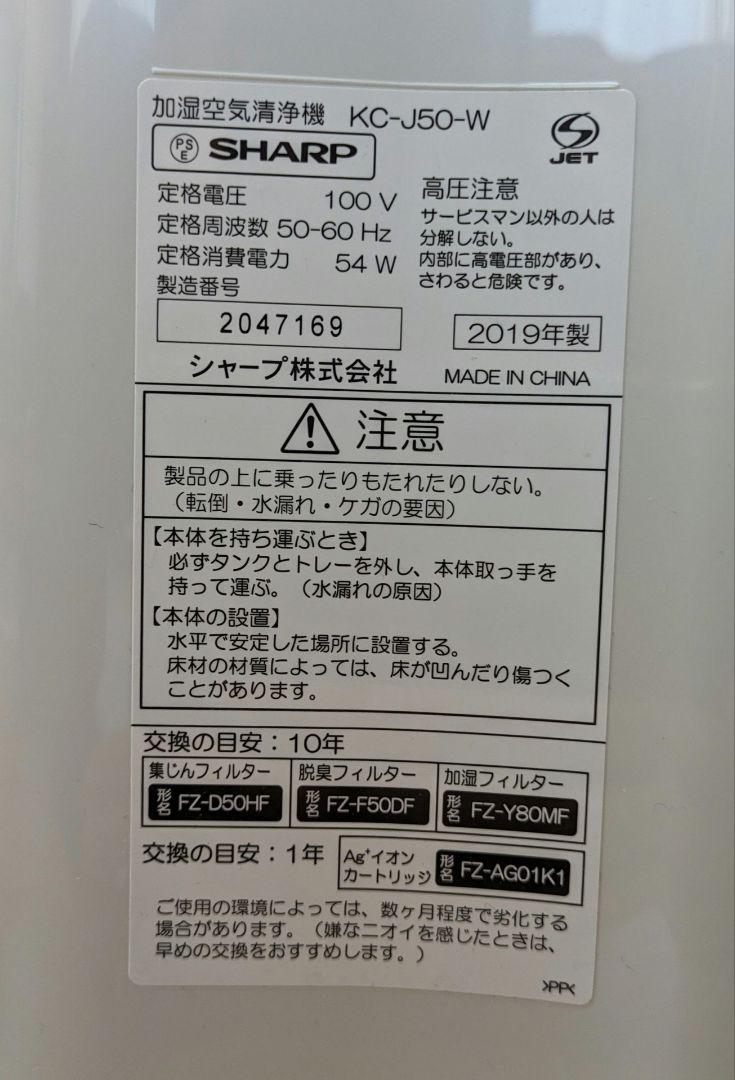 加湿空気清浄機 KC-J50-W
PSE SHARP
JET
定格電圧 100 V
定格周波数 50-60 Hz
定格消費電力 54 W
製造番号
2047169
高圧注意
サービスマン以外の人は
分解しない。
内部に高電圧部があり、
さわると危険です。
2019年製
シャープ株式会社 MADE IN CHINA
注意
製品の上に乗ったりもたれたりしない。
（転倒・水漏れ・ケガの要因）
【本体を持ち運ぶとき】
必ずタンクとトレーを外し、本体取っ手を
持って運ぶ。（水漏れの原因）
【本体の設置】
水平で安定した場所に設置する。
床材の材質によっては、床が凹んだり傷つく
ことがあります。
交換の目安：10年
集じんフィルター
形名 FZ-D50HF
脱臭フィルター
形名 FZ-F50DF
加湿フィルター
形名 FZ-Y80MF
交換の目安：1年
Ag⁺イオン
カートリッジ
形名 FZ-AG01K1
ご使用の環境によっては、数ヶ月程度で劣化する
場合があります。（嫌なニオイを感じたときは、
早めの交換をおすすめします。）
>PP<